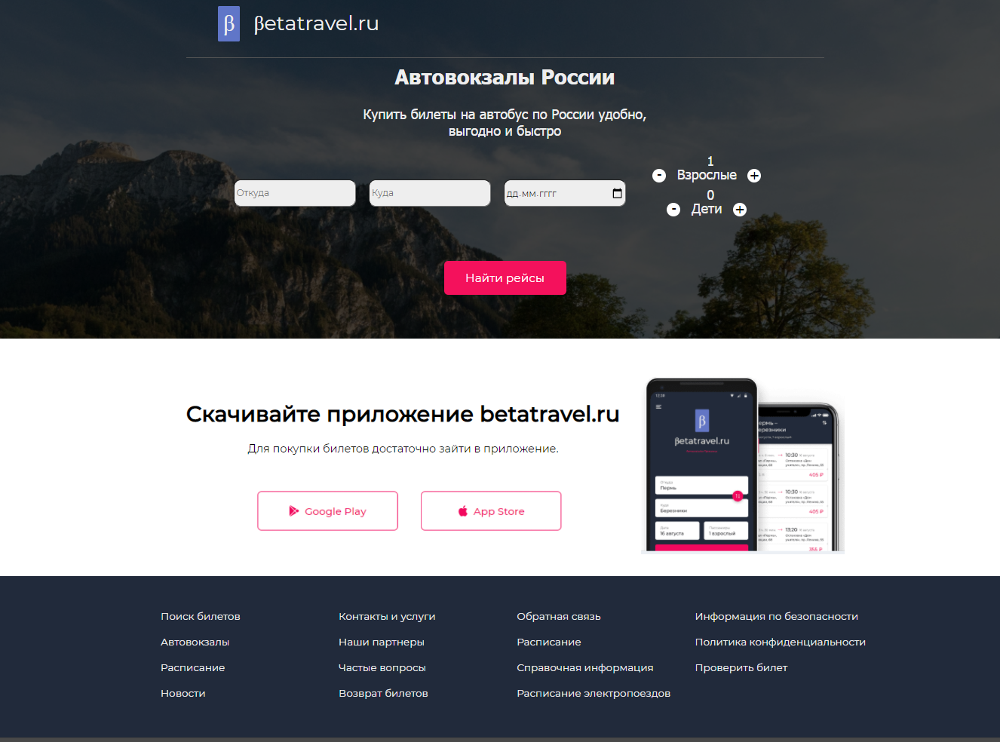 β βetatravel.ru
Автовокзалы России
Купить билеты на автобус по России удобно,
выгодно и быстро
Откуда
Куда
дд.мм.гггг
1
- Взрослые +
0
- Дети +
Найти рейсы
Скачивайте приложение betatravel.ru
Для покупки билетов достаточно зайти в приложение.
Google Play
App Store
12:30
β
βetatravel.ru
Откуда
Пермь
Куда
Березники
Дата
16 августа
Пассажиры
1 взрослый
10:30
405 ₽
10:30
405 ₽
13:20
355 ₽
Поиск билетов
Автовокзалы
Расписание
Новости
Контакты и услуги
Наши партнеры
Частые вопросы
Возврат билетов
Обратная связь
Расписание
Справочная информация
Расписание электропоездов
Информация по безопасности
Политика конфиденциальности
Проверить билет